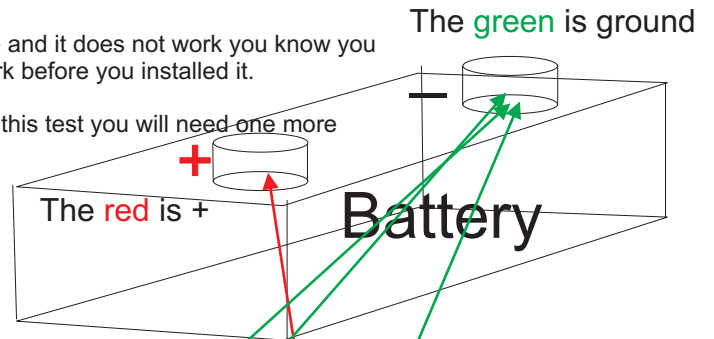 The green is ground
and it does not work you know you
before you installed it.
this test you will need one more
+
−
The red is +
Battery